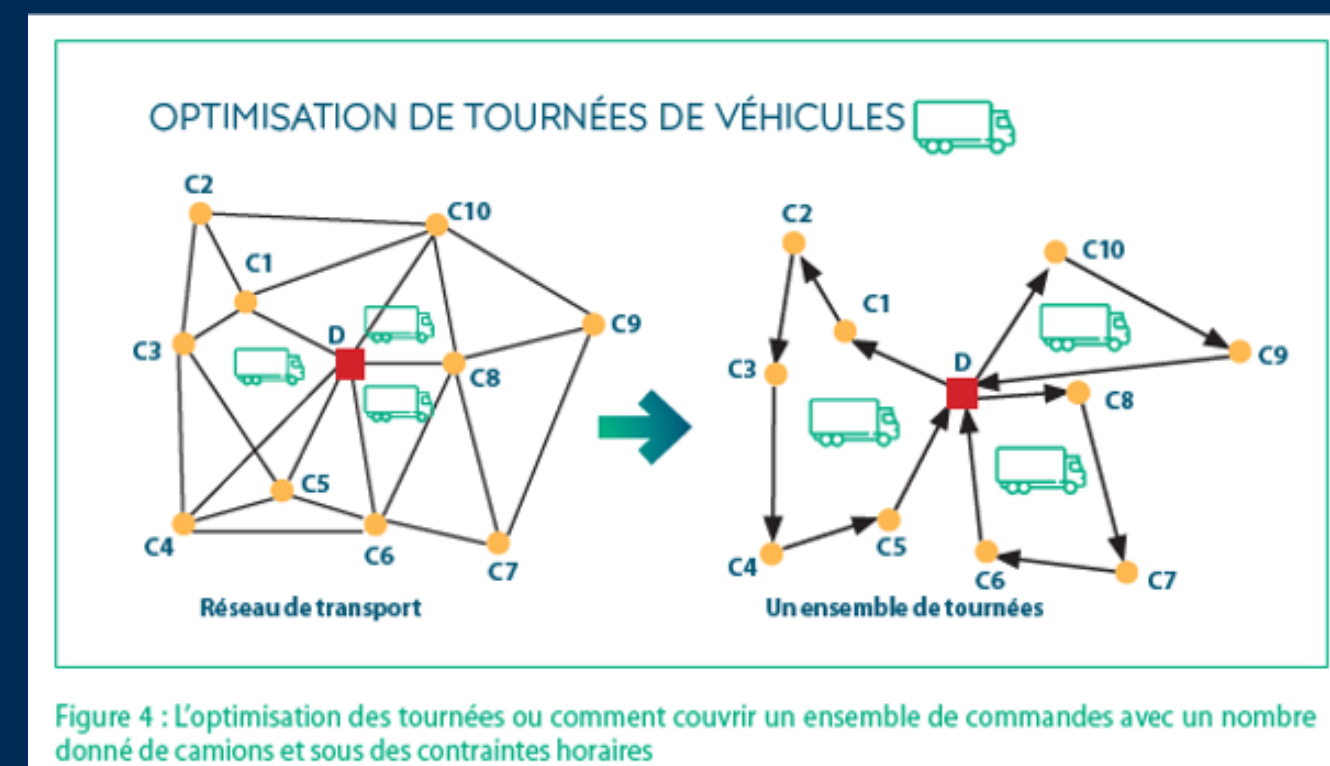 OPTIMISATION DE TOURNÉES DE VÉHICULES
C2
C10
C1
D
C3
C9
C8
C5
C4
C6
C7
Réseau de transport
C2
C10
C1
C9
C3
D
C8
C5
C4
C6
C7
Un ensemble de tournées
Figure 4 : L'optimisation des tournées ou comment couvrir un ensemble de commandes avec un nombre
donné de camions et sous des contraintes horaires